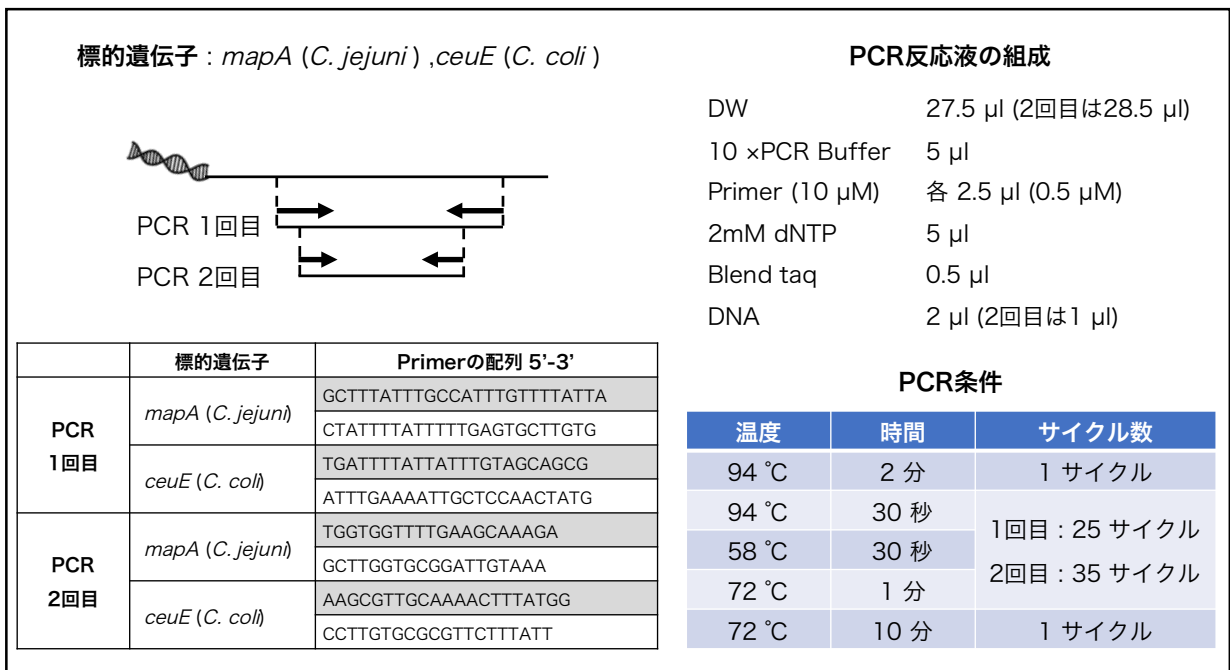 標的遺伝子 : mapA (C. jejuni ) ,ceuE (C. coli )
PCR 1回目
PCR 2回目
標的遺伝子 Primerの配列 5’-3’
PCR 1回目
mapA (C. jejuni)
GCTTTATTTGCCATTTGTTTTATTA
CTATTTTATTTTTGAGTGCTTGTG
ceuE (C. coli)
TGATTTTATTATTTGTAGCAGCG
ATTTGAAAATTGCTCCAACTATG
PCR 2回目
mapA (C. jejuni)
TGGTGGTTTTGAAGCAAAGA
GCTTGGTGCGGATTGTAAA
ceuE (C. coli)
AAGCGTTGCAAAACTTTATGG
CCTTGTGCGCGTTCTTTATT
PCR反応液の組成
DW 27.5 μl (2回目は28.5 μl)
10 ×PCR Buffer 5 μl
Primer (10 μM) 各 2.5 μl (0.5 μM)
2mM dNTP 5 μl
Blend taq 0.5 μl
DNA 2 μl (2回目は1 μl)
PCR条件
温度 時間 サイクル数
94 ℃ 2 分 1 サイクル
94 ℃ 30 秒
58 ℃ 30 秒
72 ℃ 1 分
1回目 : 25 サイクル
2回目 : 35 サイクル
72 ℃ 10 分 1 サイクル